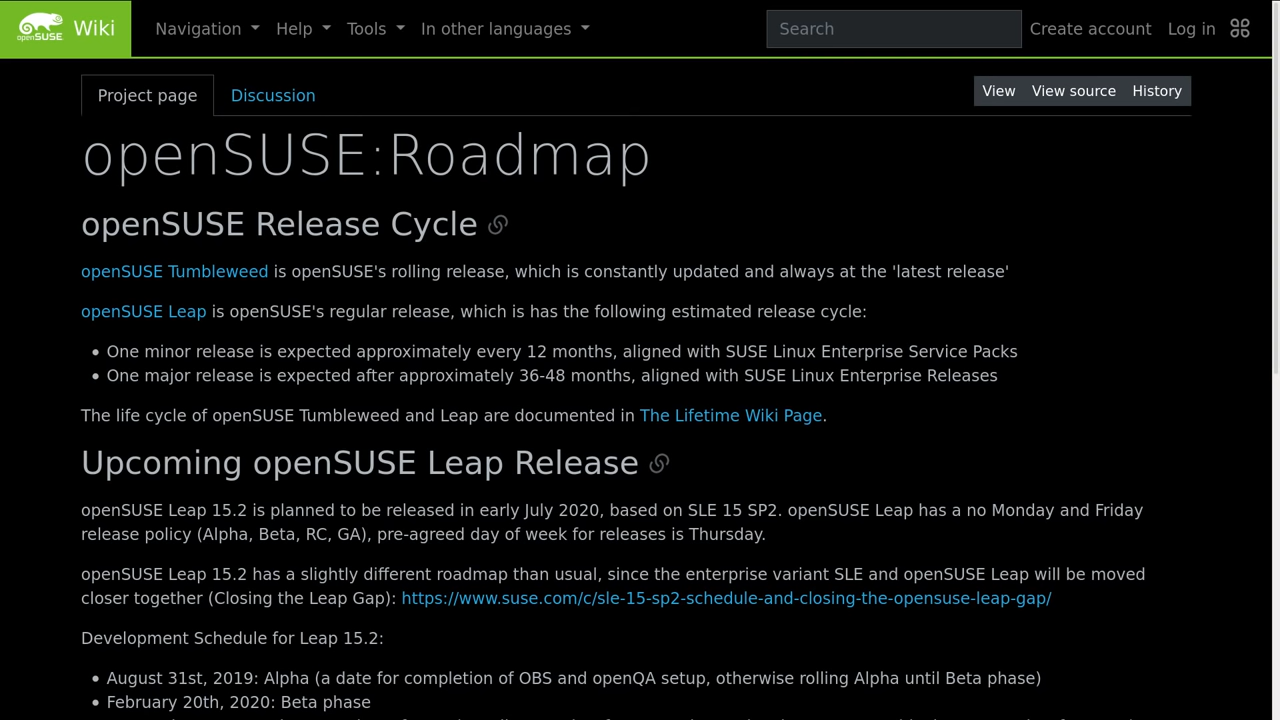 openSUSE Wiki Navigation Help Tools In other languages Search Create account Log in
Project page Discussion View View source History
openSUSE:Roadmap
openSUSE Release Cycle
openSUSE Tumbleweed is openSUSE's rolling release, which is constantly updated and always at the 'latest release'
openSUSE Leap is openSUSE's regular release, which is has the following estimated release cycle:
One minor release is expected approximately every 12 months, aligned with SUSE Linux Enterprise Service Packs
One major release is expected after approximately 36-48 months, aligned with SUSE Linux Enterprise Releases
The life cycle of openSUSE Tumbleweed and Leap are documented in The Lifetime Wiki Page.
Upcoming openSUSE Leap Release
openSUSE Leap 15.2 is planned to be released in early July 2020, based on SLE 15 SP2. openSUSE Leap has a no Monday and Friday
release policy (Alpha, Beta, RC, GA), pre-agreed day of week for releases is Thursday.
openSUSE Leap 15.2 has a slightly different roadmap than usual, since the enterprise variant SLE and openSUSE Leap will be moved
closer together (Closing the Leap Gap): https://www.suse.com/c/sle-15-sp2-schedule-and-closing-the-opensuse-leap-gap/
Development Schedule for Leap 15.2:
August 31st, 2019: Alpha (a date for completion of OBS and openQA setup, otherwise rolling Alpha until Beta phase)
February 20th, 2020: Beta phase